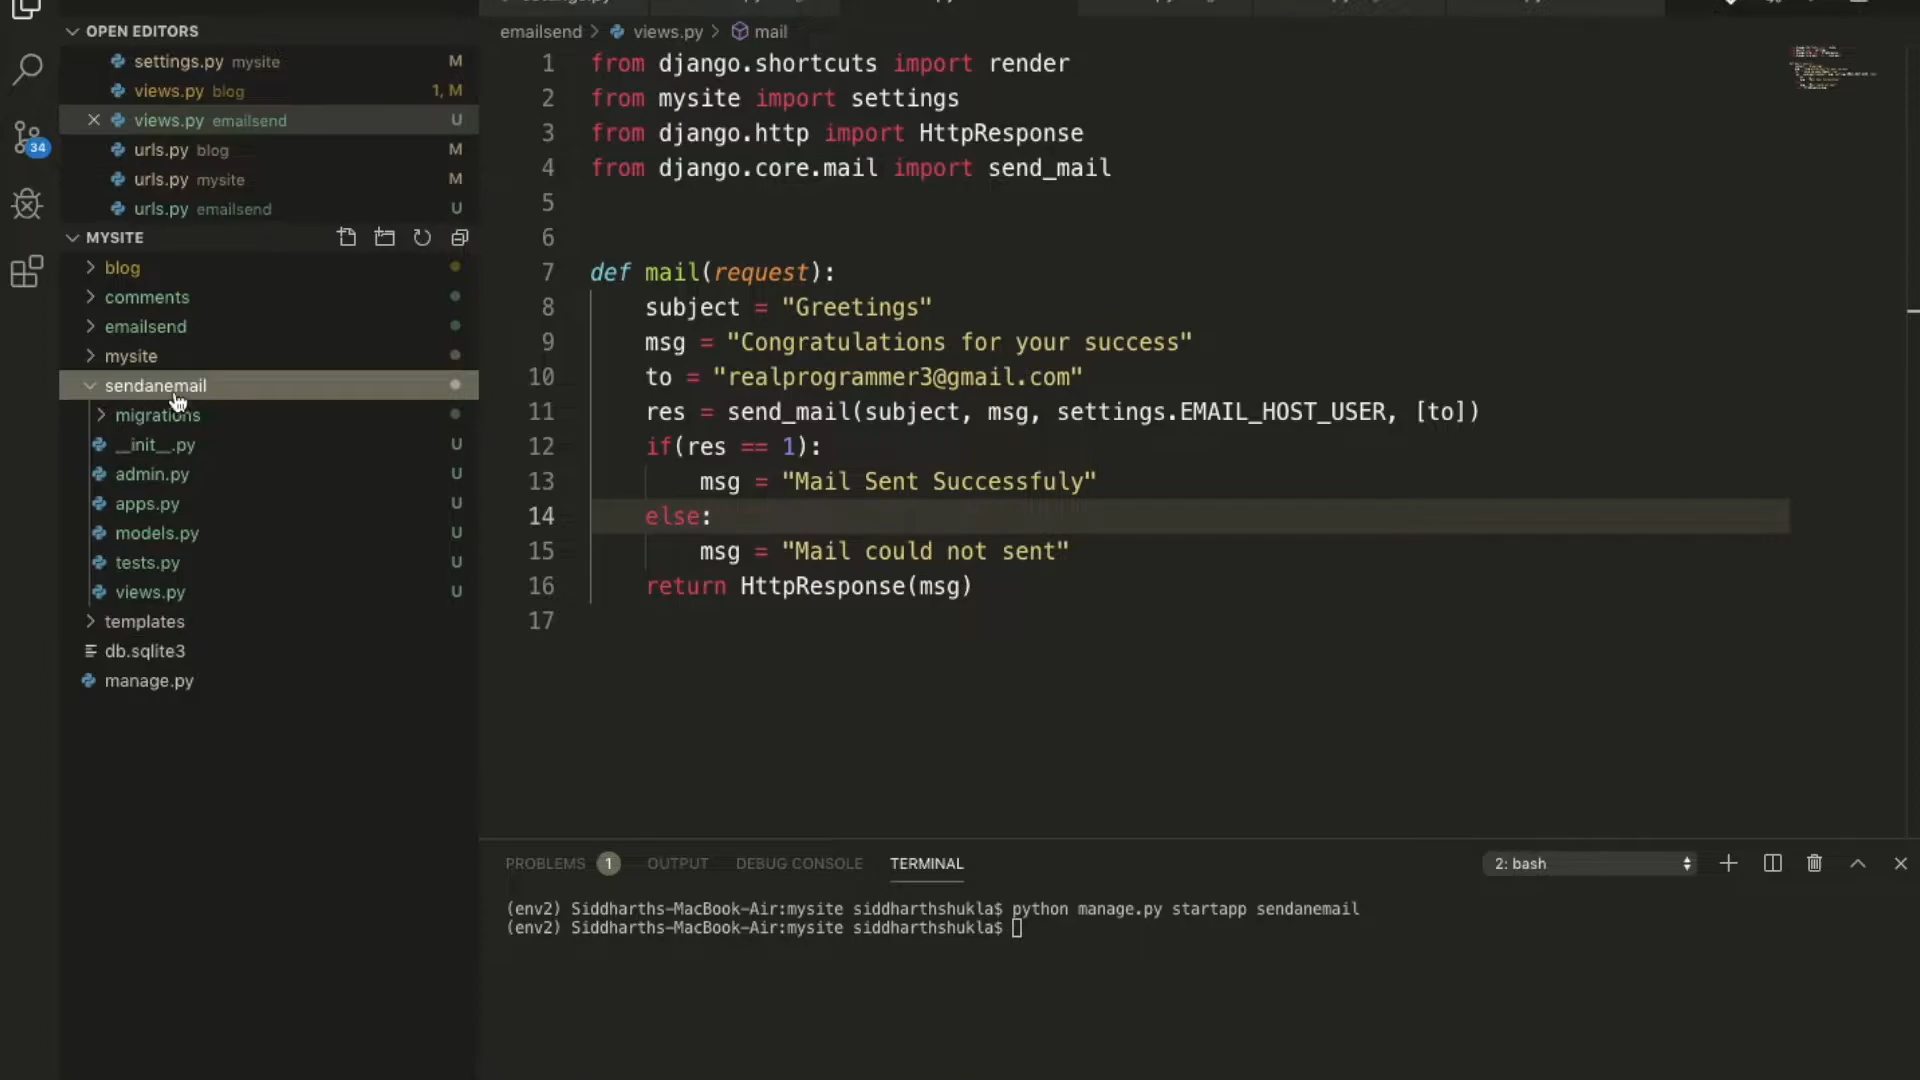 OPEN EDITORS
settings.py mysite M
views.py blog 1, M
views.py emailsend U
urls.py blog M
urls.py mysite M
urls.py emailsend U
34
MYSITE
blog
comments
emailsend
mysite
sendanemail
migrations
__init__.py U
admin.py U
apps.py U
models.py U
tests.py U
views.py U
templates
db.sqlite3
manage.py
emailsend > views.py > mail
1 from django.shortcuts import render
2 from mysite import settings
3 from django.http import HttpResponse
4 from django.core.mail import send_mail
5
6
7 def mail(request):
8 subject = "Greetings"
9 msg = "Congratulations for your success"
10 to = "realprogrammer3@gmail.com"
11 res = send_mail(subject, msg, settings.EMAIL_HOST_USER, [to])
12 if(res == 1):
13 msg = "Mail Sent Successfuly"
14 else:
15 msg = "Mail could not sent"
16 return HttpResponse(msg)
17
PROBLEMS 1 OUTPUT DEBUG CONSOLE TERMINAL 2: bash
(env2) Siddharths-MacBook-Air:mysite siddharthshukla$ python manage.py startapp sendanemail
(env2) Siddharths-MacBook-Air:mysite siddharthshukla$